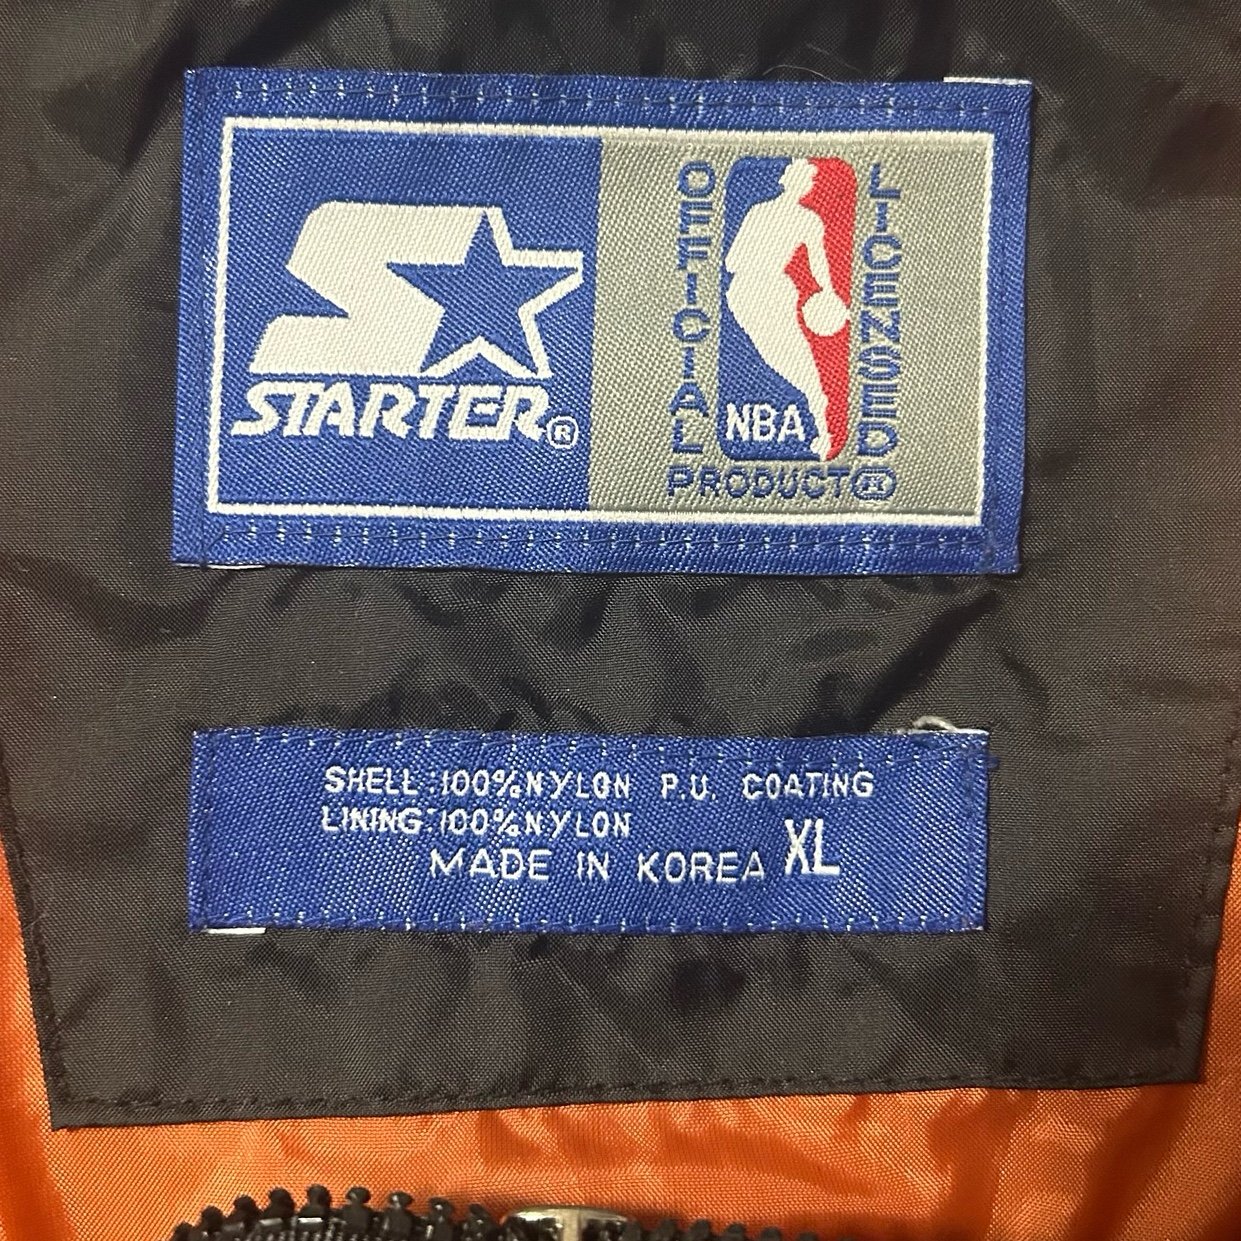 STARTER®
OFFICIAL
LICENSED
NBA
PRODUCT®
SHELL:100%NYLON P.U. COATING
LINING:100%NYLON
MADE IN KOREA XL